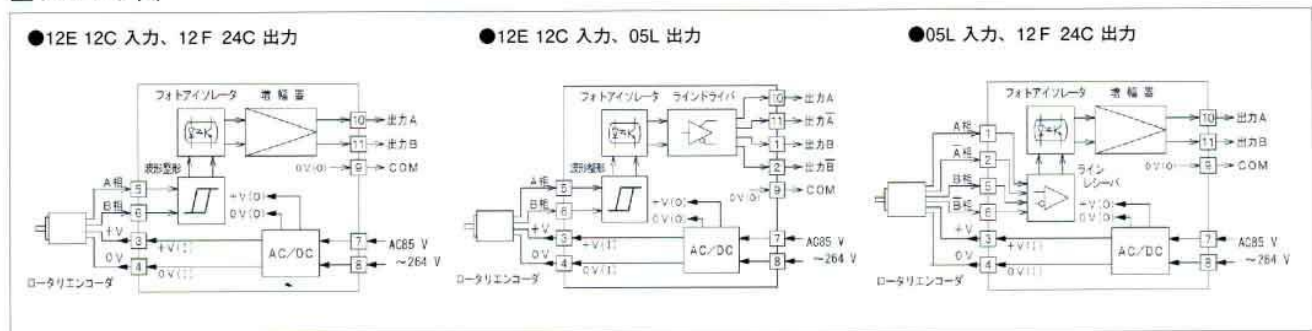 ●12E 12C 入力、12F 24C 出力
フォトアイソレータ 増幅器
10 出力A
11 出力B
0V(O) 9 COM
波形整形
A相 5
B相 6
+V(O)
0V(O)
+V 3 +V(I)
0V 4 0V(I)
AC/DC
7 AC85 V
8 ～264 V
ロータリエンコーダ
●12E 12C 入力、05L 出力
フォトアイソレータ ラインドライバ
10 出力A
11 出力A̅
1 出力B
2 出力B̅
0V(O) 9 COM
波形整形
A相 5
B相 6
+V(O)
0V(O)
+V 3 +V(I)
0V 4 0V(I)
AC/DC
7 AC85 V
8 ～264 V
ロータリエンコーダ
●05L 入力、12F 24C 出力
フォトアイソレータ 増幅器
10 出力A
11 出力B
0V(O) 9 COM
A相 1
A̅相 2
B相 5
B̅相 6
ライン
レシーバ
+V(O)
0V(O)
+V 3 +V(I)
0V 4 0V(I)
AC/DC
7 AC85 V
8 ～264 V
ロータリエンコーダ